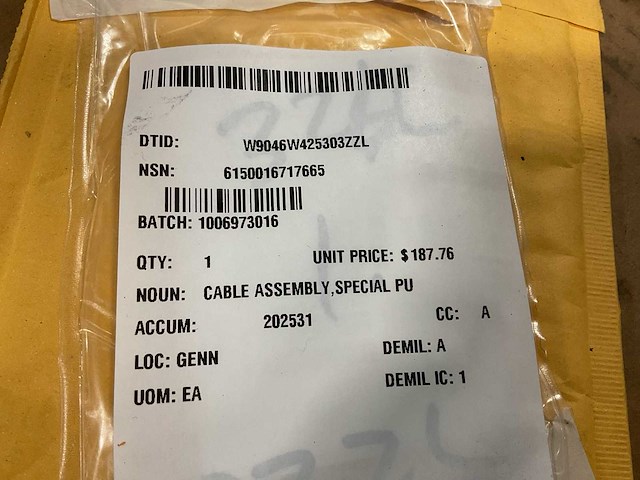 DTID: W9046W425303ZZL
NSN: 6150016717665
BATCH: 1006973016
QTY: 1 UNIT PRICE: $187.76
NOUN: CABLE ASSEMBLY,SPECIAL PU
ACCUM: 202531 CC: A
LOC: GENN DEMIL: A
UOM: EA DEMIL IC: 1